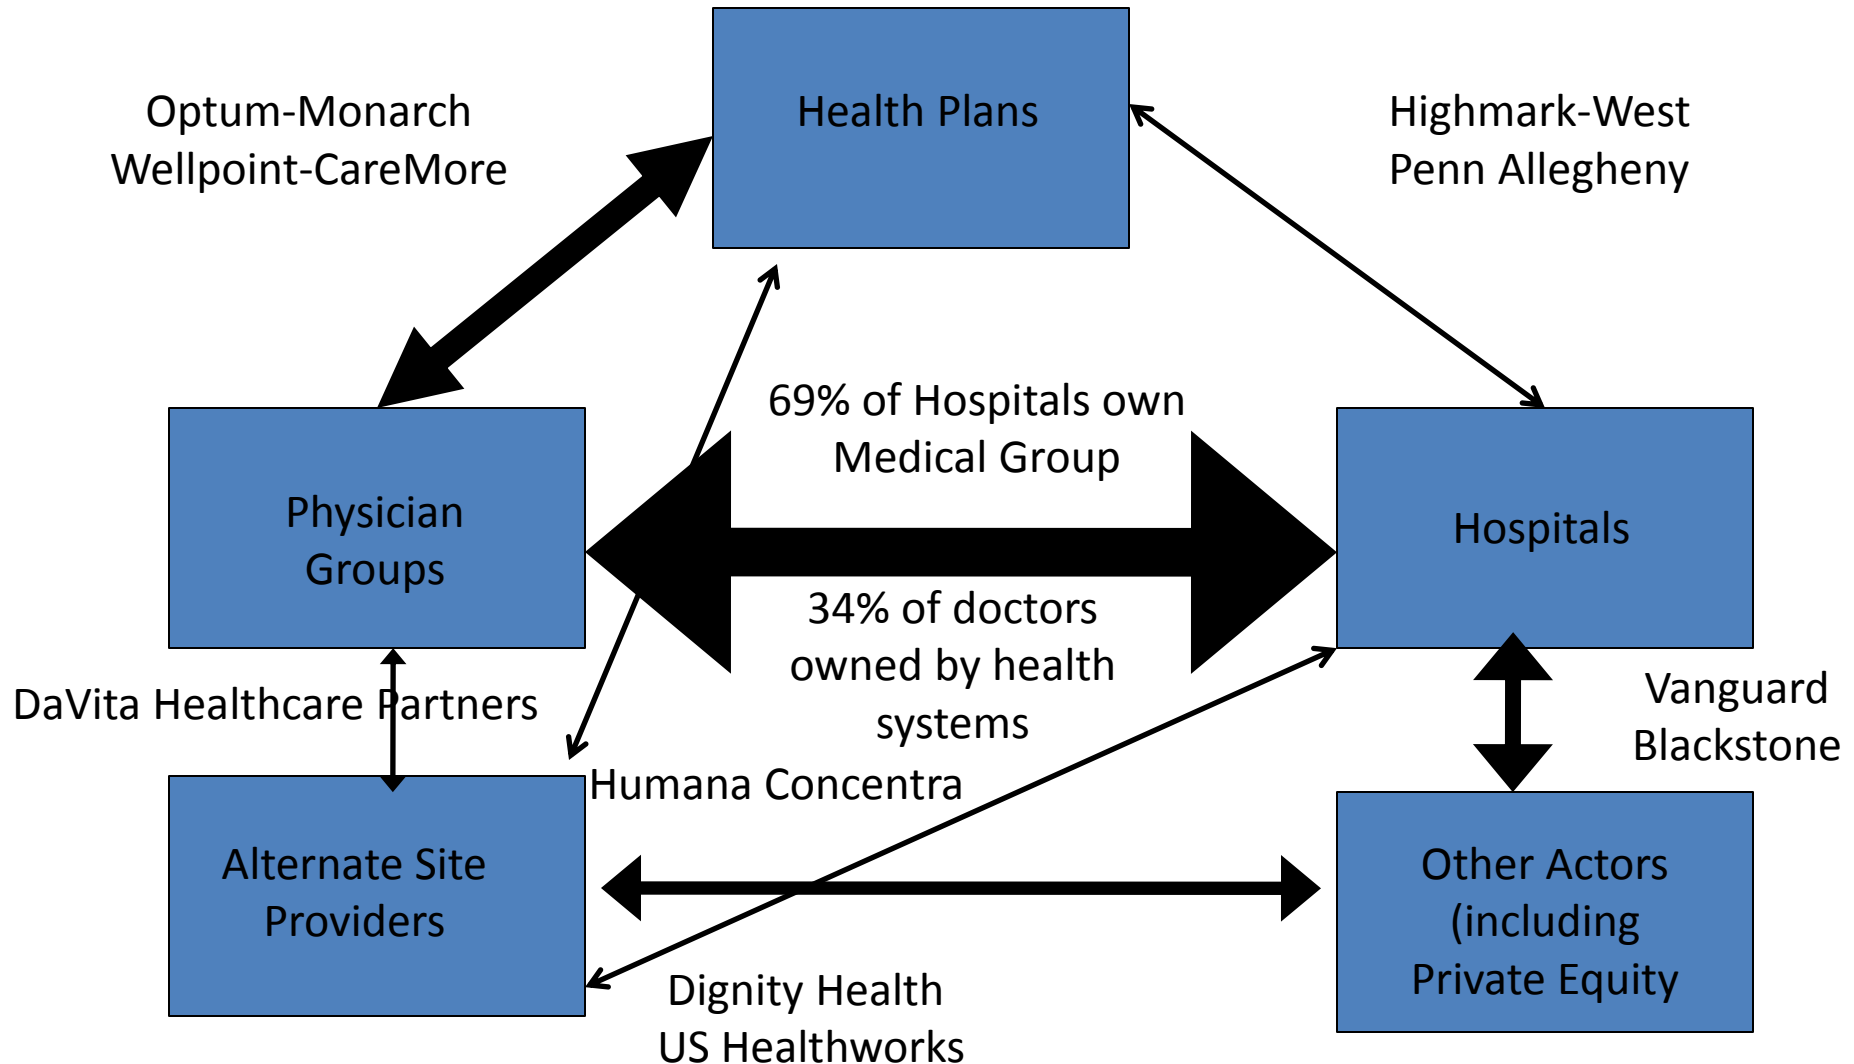 Health Plans
Optum-Monarch
Wellpoint-CareMore
Highmark-West
Penn Allegheny
69% of Hospitals own
Medical Group
Physician
Groups
Hospitals
34% of doctors
owned by health
systems
DaVita Healthcare Partners
Vanguard
Blackstone
Humana Concentra
Alternate Site
Providers
Other Actors
(including
Private Equity
Dignity Health
US Healthworks